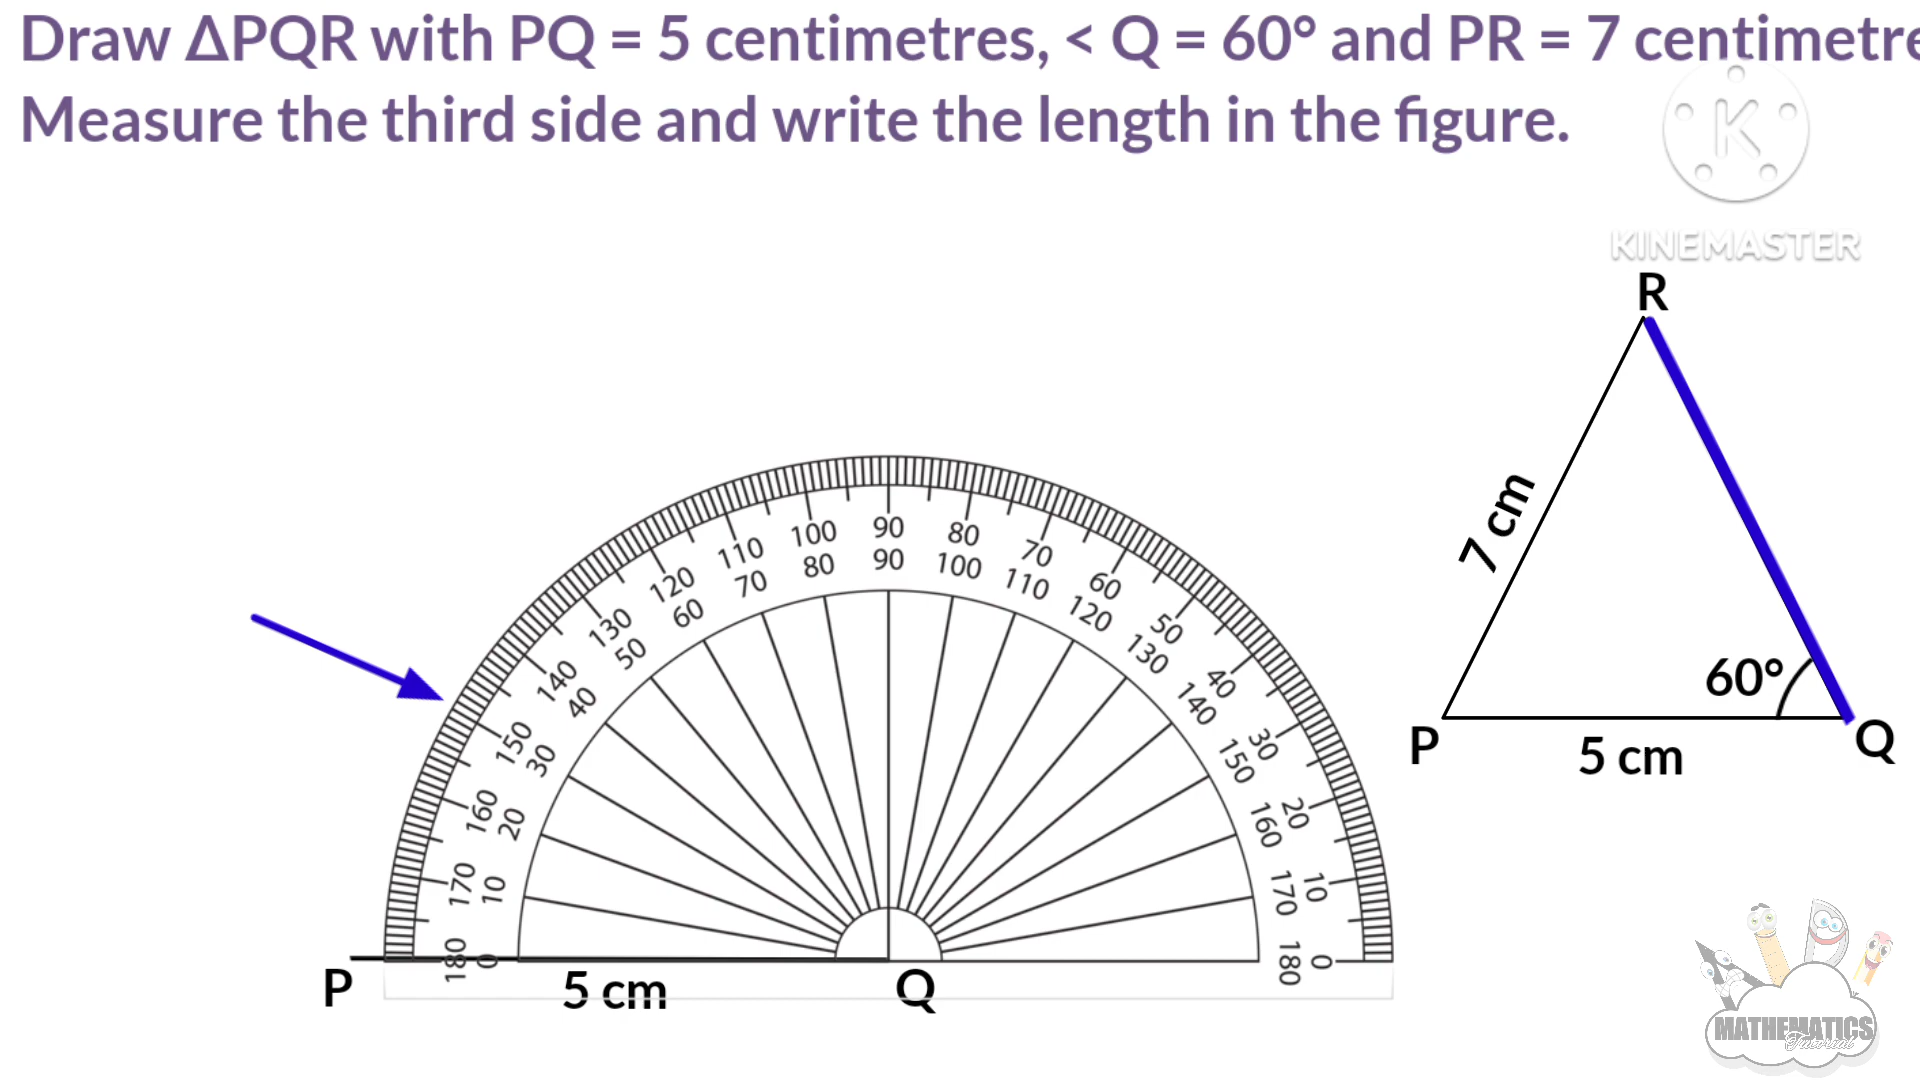 Draw ΔPQR with PQ = 5 centimetres, < Q = 60° and PR = 7 centimetre
Measure the third side and write the length in the figure.
K
KINEMASTER
R
7 cm
60°
P
5 cm
Q
90
90
100
80
80
100
110
70
70
110
120
60
60
120
130
50
50
130
140
40
40
140
150
30
30
150
160
20
20
160
170
10
10
170
180
0
180
0
P
5 cm
Q
MATHEMATICS
Tutorial